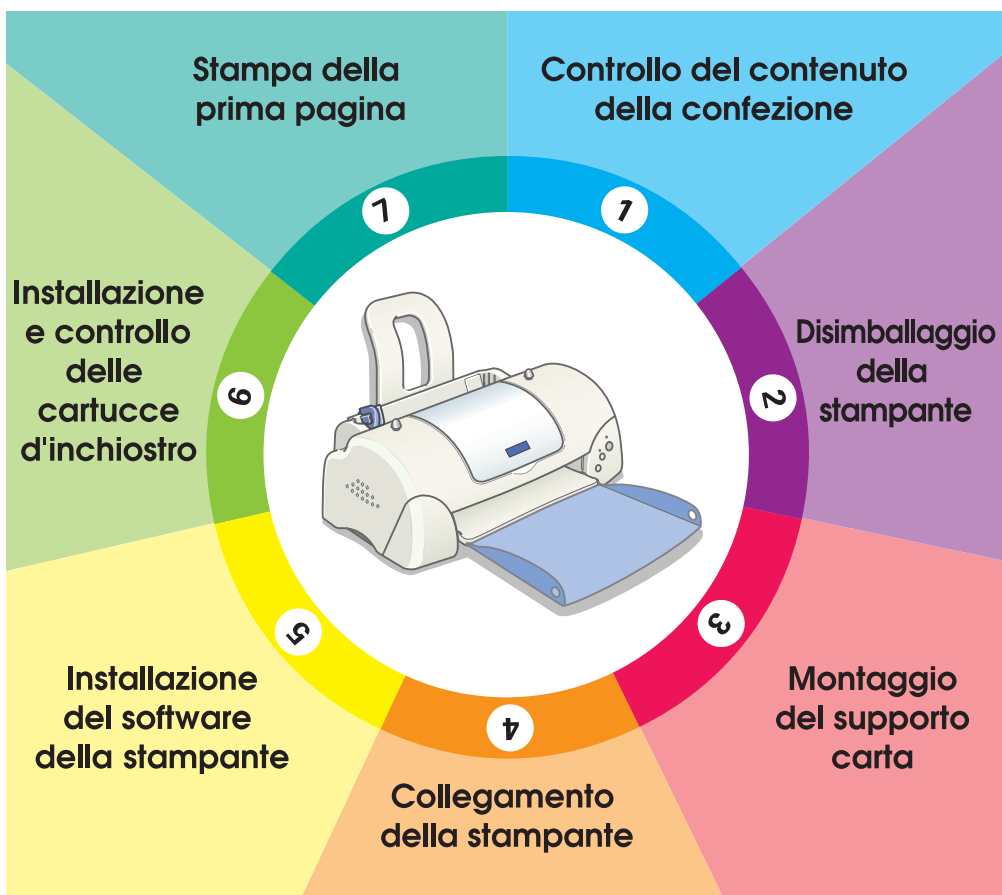 1
Controllo del contenuto
della confezione
2
Disimballaggio
della
stampante
3
Montaggio
del supporto
carta
4
Collegamento
della stampante
5
Installazione
del software
della stampante
6
Installazione
e controllo
delle
cartucce
d'inchiostro
7
Stampa della
prima pagina